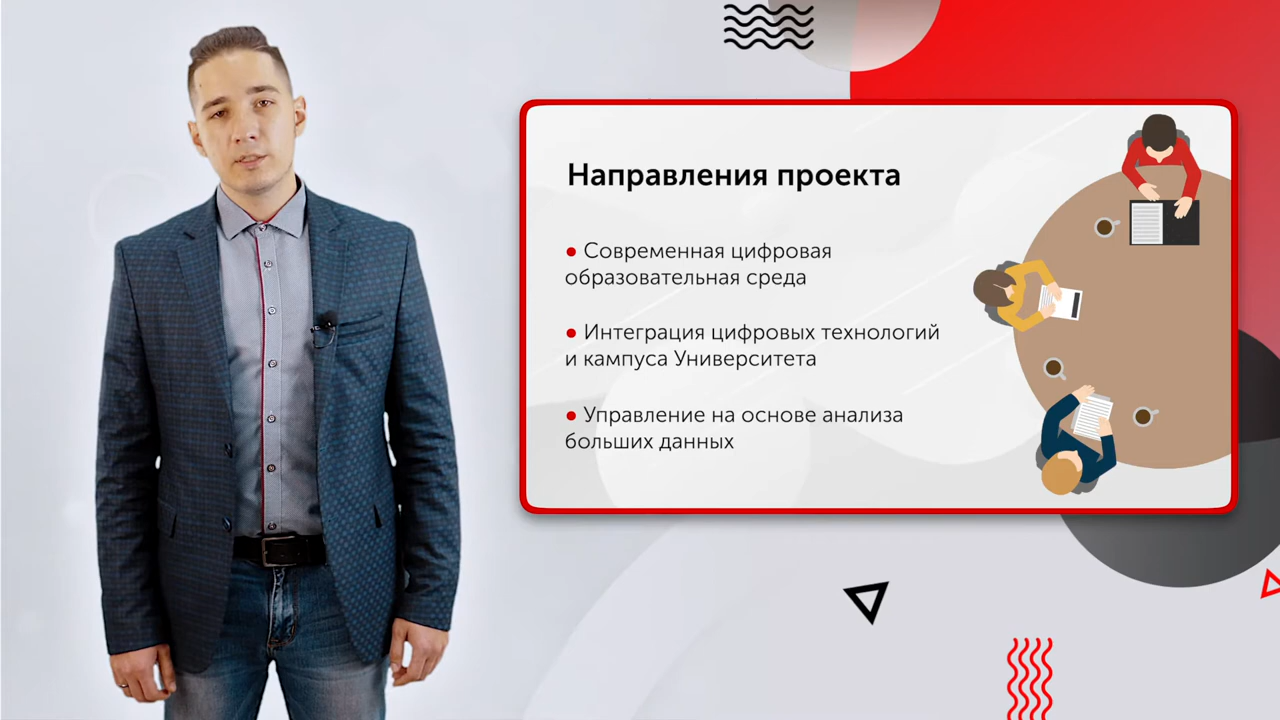 Направления проекта
● Современная цифровая
образовательная среда
● Интеграция цифровых технологий
и кампуса Университета
● Управление на основе анализа
больших данных